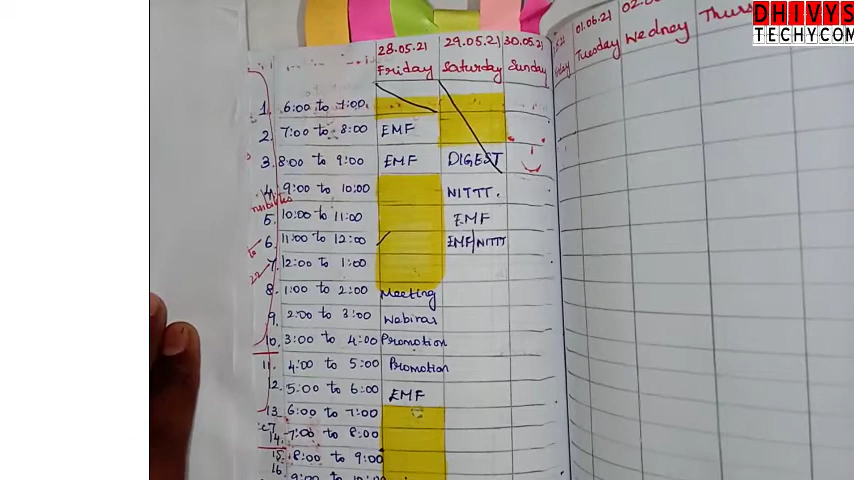 DHIVYS
TECHYCOM
28.05.21 29.05.21 30.05.21 01.06.21
Friday Saturday Sunday Tuesday Wedney Thurs
1. 6:00 to 7:00
2. 7:00 to 8:00 EMF
3. 8:00 to 9:00 EMF DIGEST
4. 9:00 to 10:00 NITTT.
5. 10:00 to 11:00 EMF
6. 11:00 to 12:00 EMF|NITTT
7. 12:00 to 1:00
8. 1:00 to 2:00 Meeting
9. 2:00 to 3:00 Webinar
10. 3:00 to 4:00 Promotion
11. 4:00 to 5:00 Promotion
12. 5:00 to 6:00 EMF
13. 6:00 to 7:00
14. 7:00 to 8:00
15. 8:00 to 9:00
16.